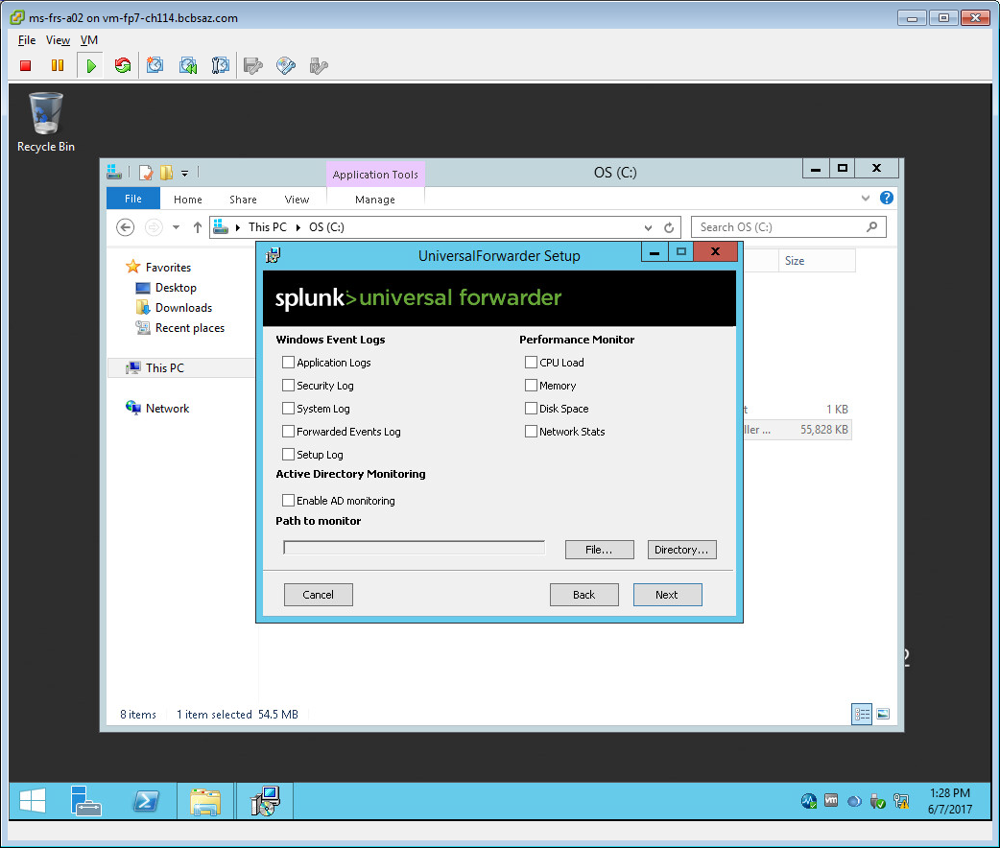 ms-frs-a02 on vm-fp7-ch114.bcbsaz.com
File View VM
Recycle Bin
Application Tools
OS (C:)
File Home Share View Manage
This PC OS (C:)
Search OS (C:)
Size
Favorites
Desktop
Downloads
Recent places
This PC
Network
1 KB
55,828 KB
UniversalForwarder Setup
splunk>universal forwarder
Windows Event Logs
Performance Monitor
Application Logs
CPU Load
Security Log
Memory
System Log
Disk Space
Forwarded Events Log
Network Stats
Setup Log
Active Directory Monitoring
Enable AD monitoring
Path to monitor
File...
Directory...
Cancel
Back
Next
8 items 1 item selected 54.5 MB
2
1:28 PM
6/7/2017